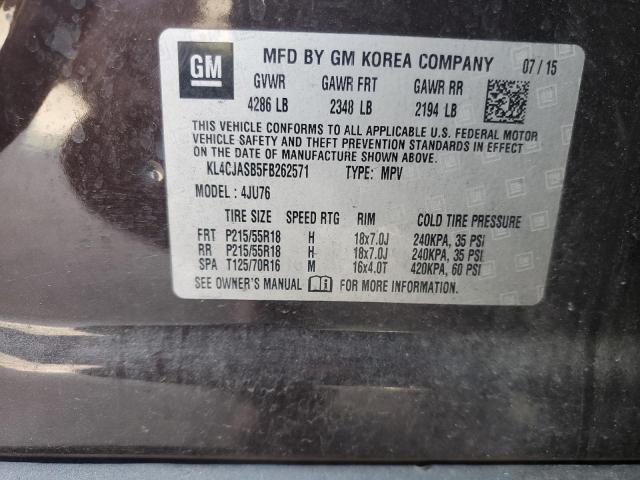 GM
MFD BY GM KOREA COMPANY 07 / 15
GVWR GAWR FRT GAWR RR
4286 LB 2348 LB 2194 LB
THIS VEHICLE CONFORMS TO ALL APPLICABLE U.S. FEDERAL MOTOR
VEHICLE SAFETY AND THEFT PREVENTION STANDARDS IN EFFECT
ON THE DATE OF MANUFACTURE SHOWN ABOVE.
KL4CJASB5FB262571 TYPE: MPV
MODEL : 4JU76
TIRE SIZE SPEED RTG RIM COLD TIRE PRESSURE
FRT P215/55R18 H 18x7.0J 240KPA, 35 PSI
RR P215/55R18 H 18x7.0J 240KPA, 35 PSI
SPA T125/70R16 M 16x4.0T 420KPA, 60 PSI
SEE OWNER'S MANUAL FOR MORE INFORMATION.